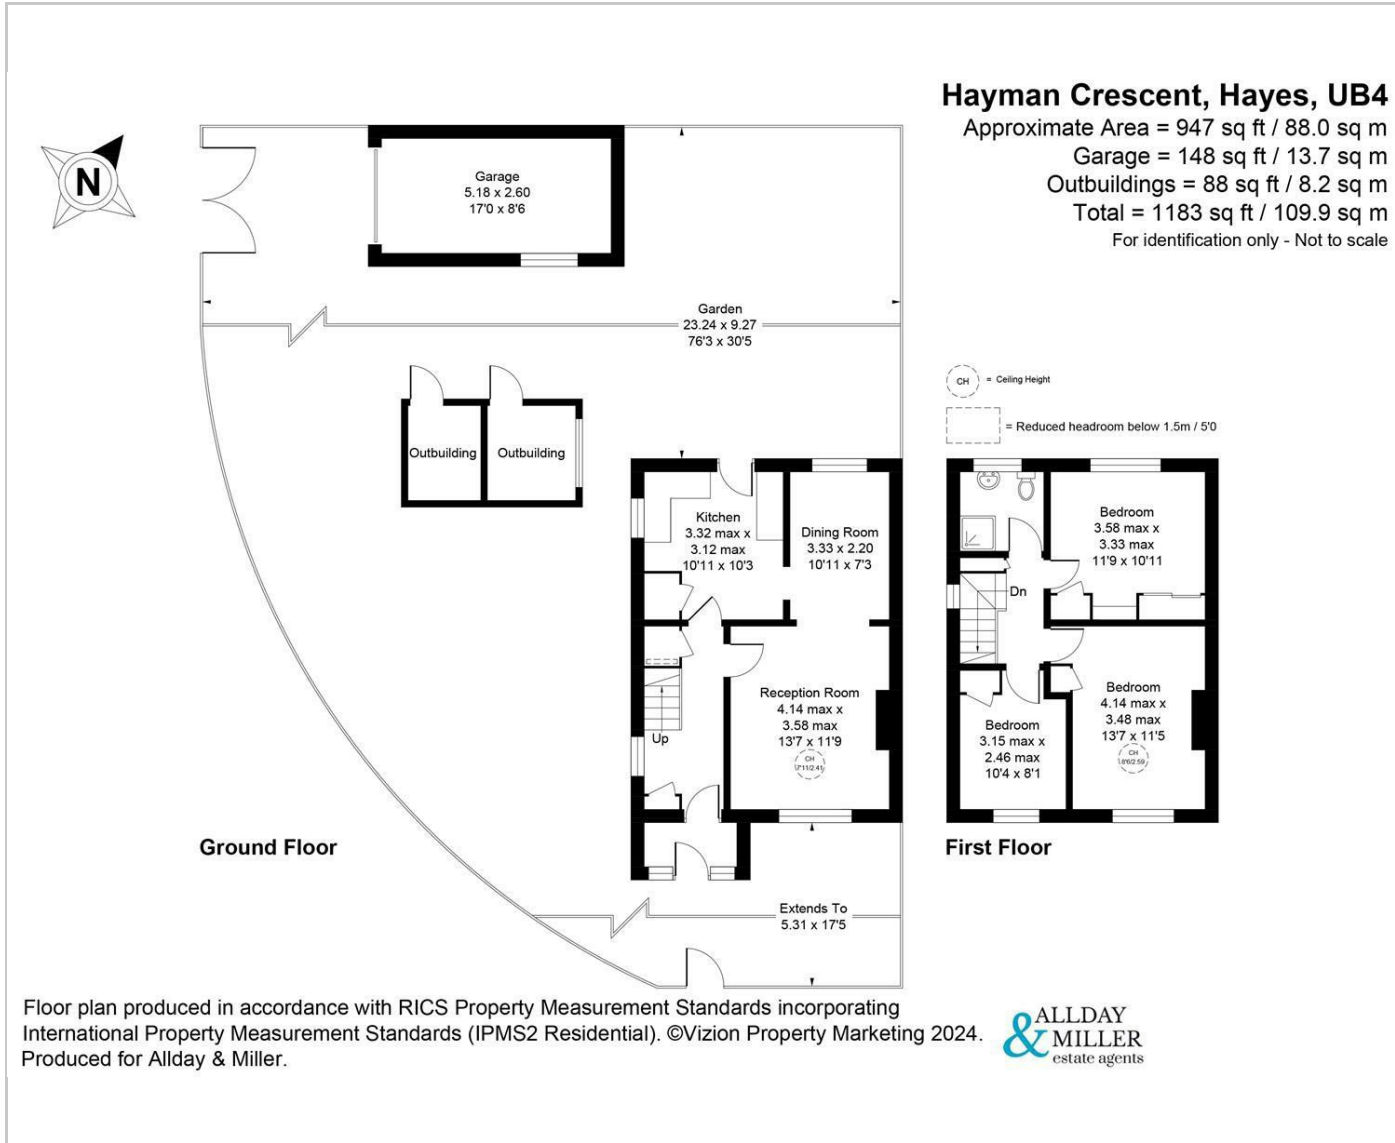 Hayman Crescent, Hayes, UB4
Approximate Area = 947 sq ft / 88.0 sq m
Garage = 148 sq ft / 13.7 sq m
Outbuildings = 88 sq ft / 8.2 sq m
Total = 1183 sq ft / 109.9 sq m
For identification only - Not to scale
N
Garage
5.18 x 2.60
17'0 x 8'6
Garden
23.24 x 9.27
76'3 x 30'5
CH = Ceiling Height
= Reduced headroom below 1.5m / 5'0
Outbuilding
Outbuilding
Kitchen
3.32 max x
3.12 max
10'11 x 10'3
Dining Room
3.33 x 2.20
10'11 x 7'3
Reception Room
4.14 max x
3.58 max
13'7 x 11'9
CH
7'11/2.41
Up
Extends To
5.31 x 17'5
Ground Floor
Bedroom
3.58 max x
3.33 max
11'9 x 10'11
Dn
Bedroom
4.14 max x
3.48 max
13'7 x 11'5
CH
8'6/2.59
Bedroom
3.15 max x
2.46 max
10'4 x 8'1
First Floor
Floor plan produced in accordance with RICS Property Measurement Standards incorporating
International Property Measurement Standards (IPMS2 Residential). ©Vizion Property Marketing 2024.
Produced for Allday & Miller.
& ALLDAY
MILLER
estate agents